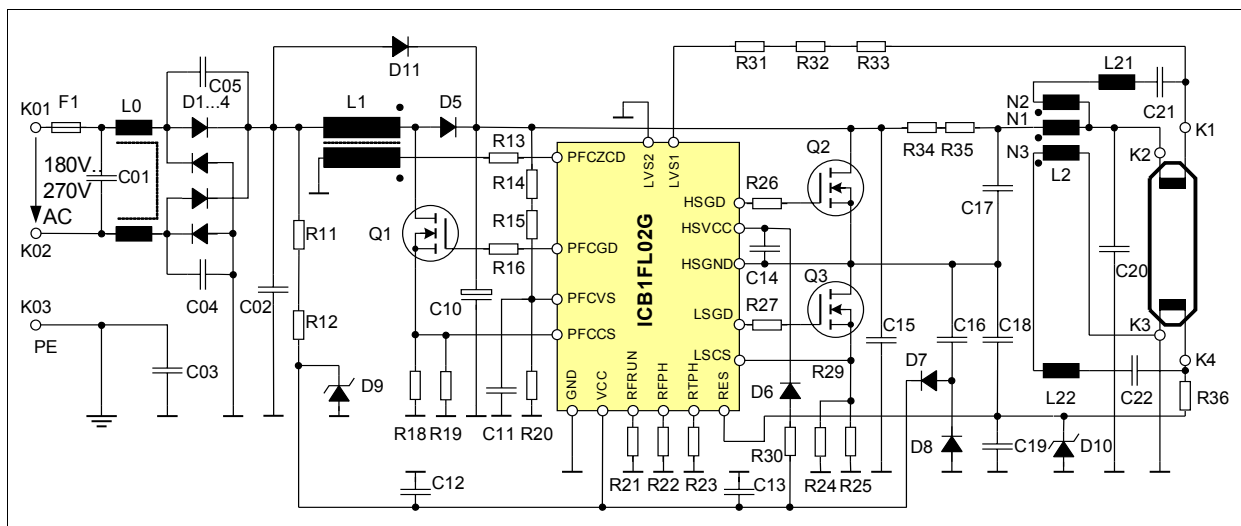 D11
R31 R32 R33
L21
C21
C05
K01 F1 L0 D1...4
L1 D5
N2
N1
N3
L2
K1
K2
R13 PFCZCD
LVS2 LVS1
Q2
R34 R35
180V..
270V
AC
C01
R14
R15
R26 HSGD
HSVCC
C14
HSGND
C17
C20
K02
R11
Q1
R16 PFCGD
ICB1FL02G
Q3
C04
C02
C10
PFCVS
R27 LSGD
K03
PE
R12
PFCCS
LSCS
R29
C15 C16 C18
K3
K4
C03
D9
D7
D6
GND VCC RFRUN RFPH RTPH RES
L22 C22
R36
R18 R19 C11 R20
D8
C19 D10
R30
C12
R21 R22 R23
C13
R24 R25